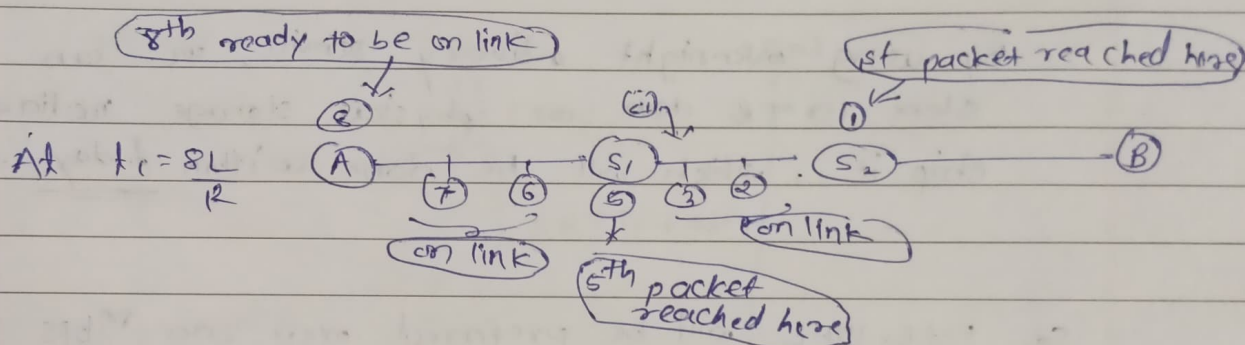 8th ready to be on link
1st packet reached here
8
1
At t1 = 8L/R
A
S1
S2
B
7
6
5
3
2
on link
on link
5th packet
reached here